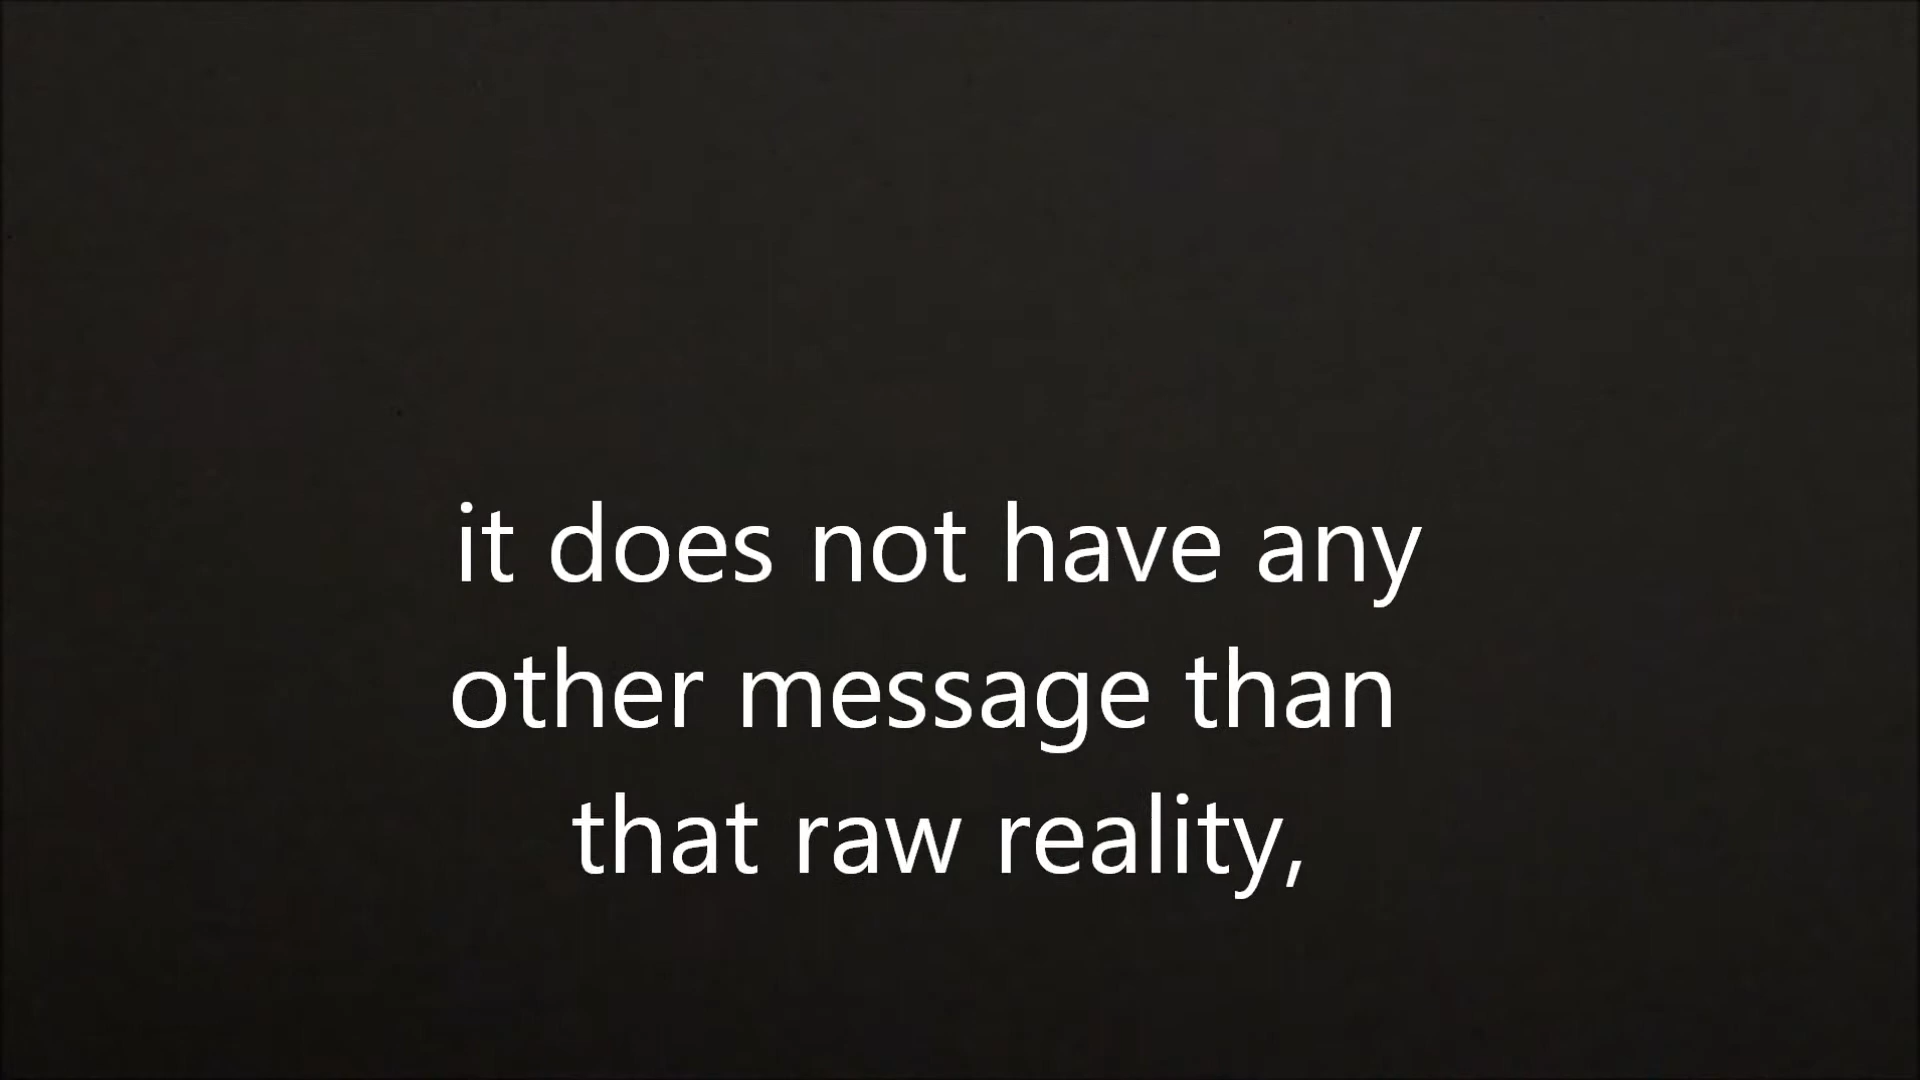 it does not have any
other message than
that raw reality,